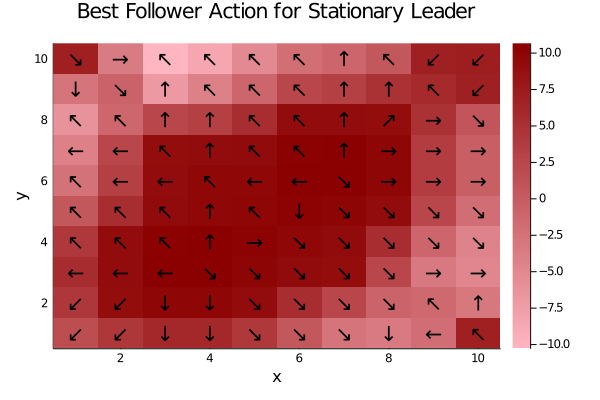 Best Follower Action for Stationary Leader
10 ↘ → ↖ ↖ ↖ ↖ ↑ ↖ ↙ ↙
↓ ↘ ↑ ↖ ↖ ↖ ↑ ↑ ↖ ↙
8 ↖ ↖ ↑ ↑ ↖ ↖ ↑ ↗ → ↘
← ← ↖ ↑ ↖ ↖ ↑ → → →
6 ↖ ← ← ↖ ← ← ↘ → → →
↖ ↖ ↖ ↑ ↖ ↓ ↘ ↘ ↘ ↘
4 ↖ ↖ ↖ ↑ → ↘ ↘ ↘ ↘ ↘
← ← ← ↘ ↘ ↘ ↘ ↘ → →
2 ↙ ↙ ↓ ↓ ↘ ↘ ↘ ↘ ↖ ↑
↙ ↙ ↓ ↓ ↘ ↘ ↘ ↓ ← ↖
2 4 6 8 10
x
y
10.0
7.5
5.0
2.5
0
−2.5
−5.0
−7.5
−10.0